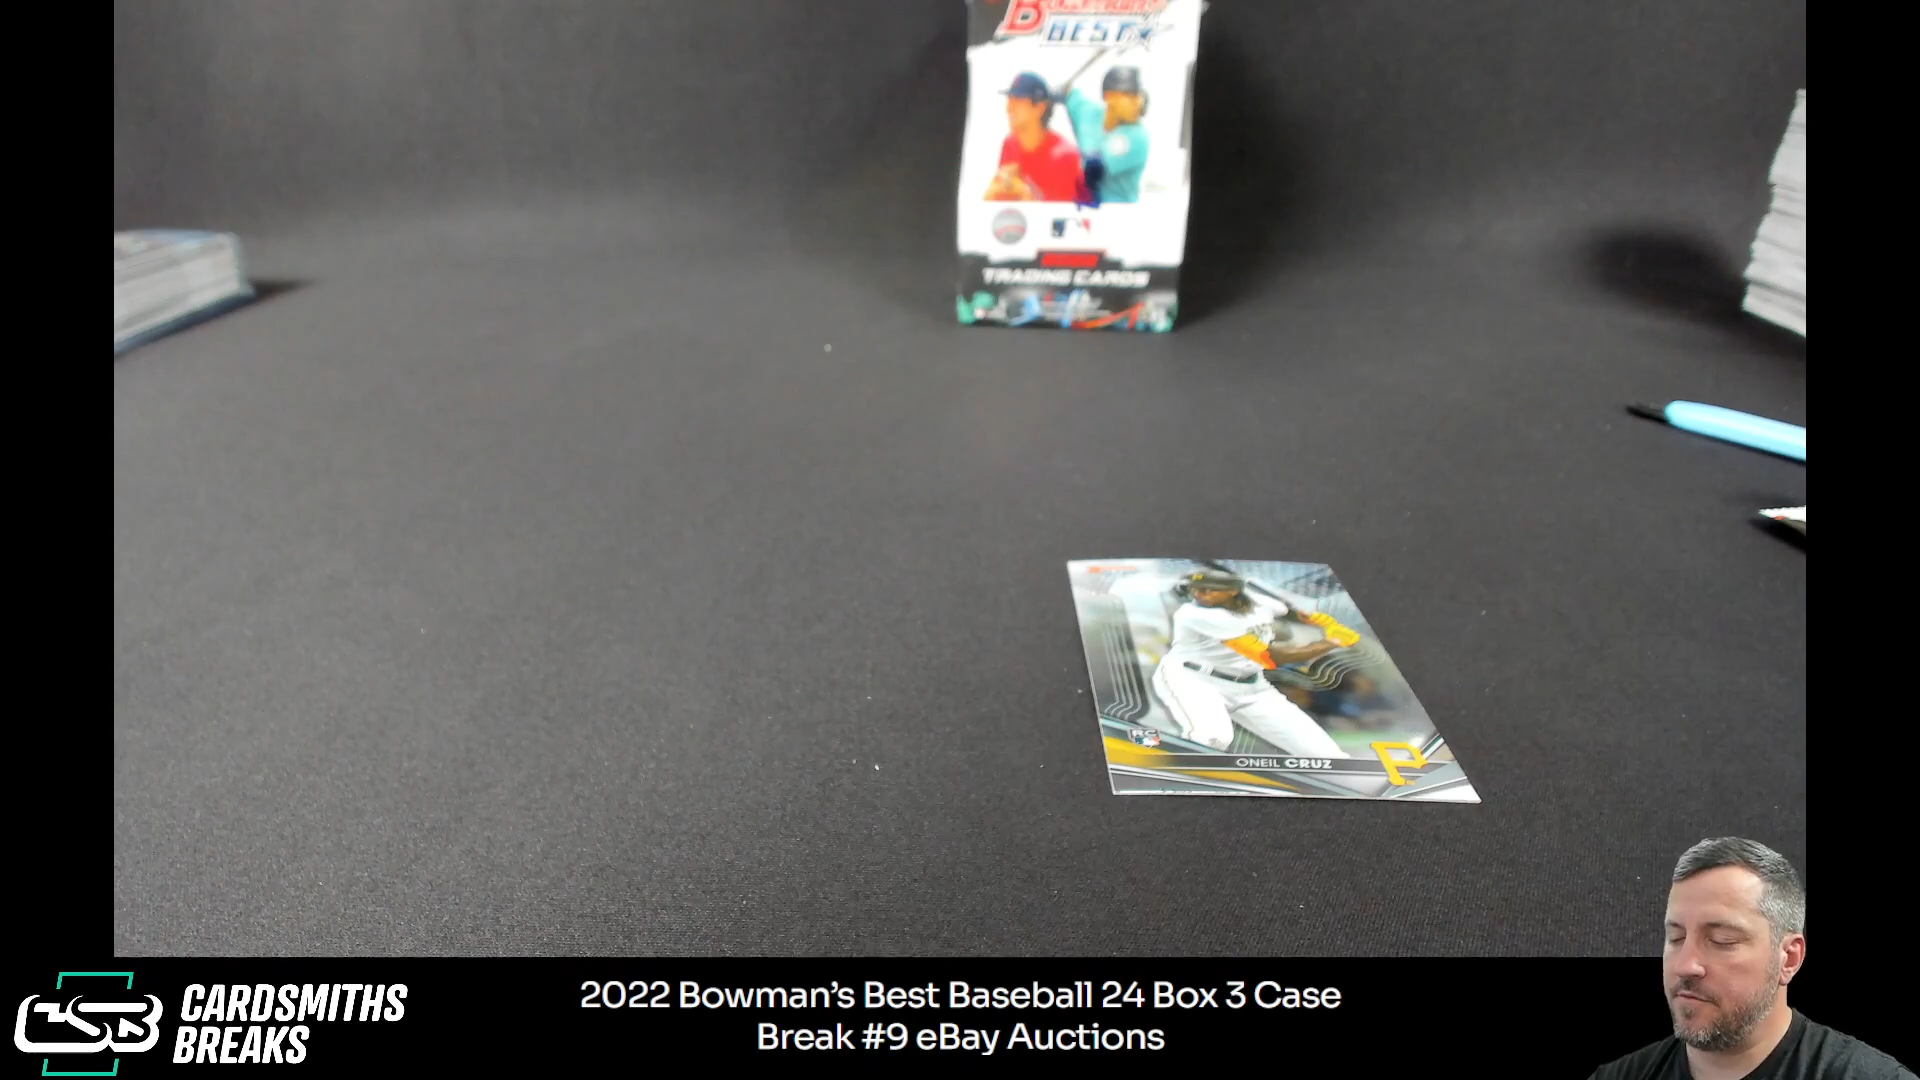 BEST
TRADING CARDS
RC
ONEIL CRUZ
P
CSB
CARDSMITHS
BREAKS
2022 Bowman's Best Baseball 24 Box 3 Case
Break #9 eBay Auctions